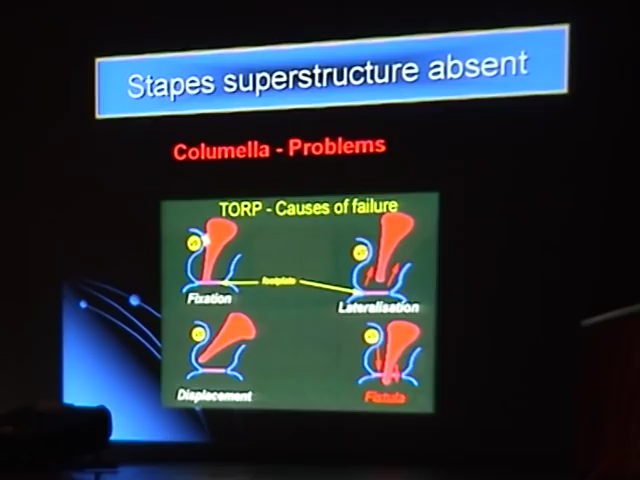 Stapes superstructure absent
Columella - Problems
TORP - Causes of failure
footplate
Fixation
Lateralisation
Displacement
Fistula